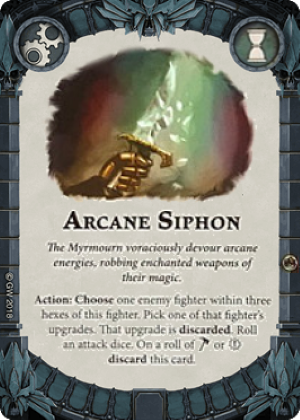 ARCANE SIPHON
The Myrmourn voraciously devour arcane
energies, robbing enchanted weapons of
their magic.
Action: Choose one enemy fighter within three
hexes of this fighter. Pick one of that fighter's
upgrades. That upgrade is discarded. Roll
an attack dice. On a roll of or
discard this card.
© GW 2018